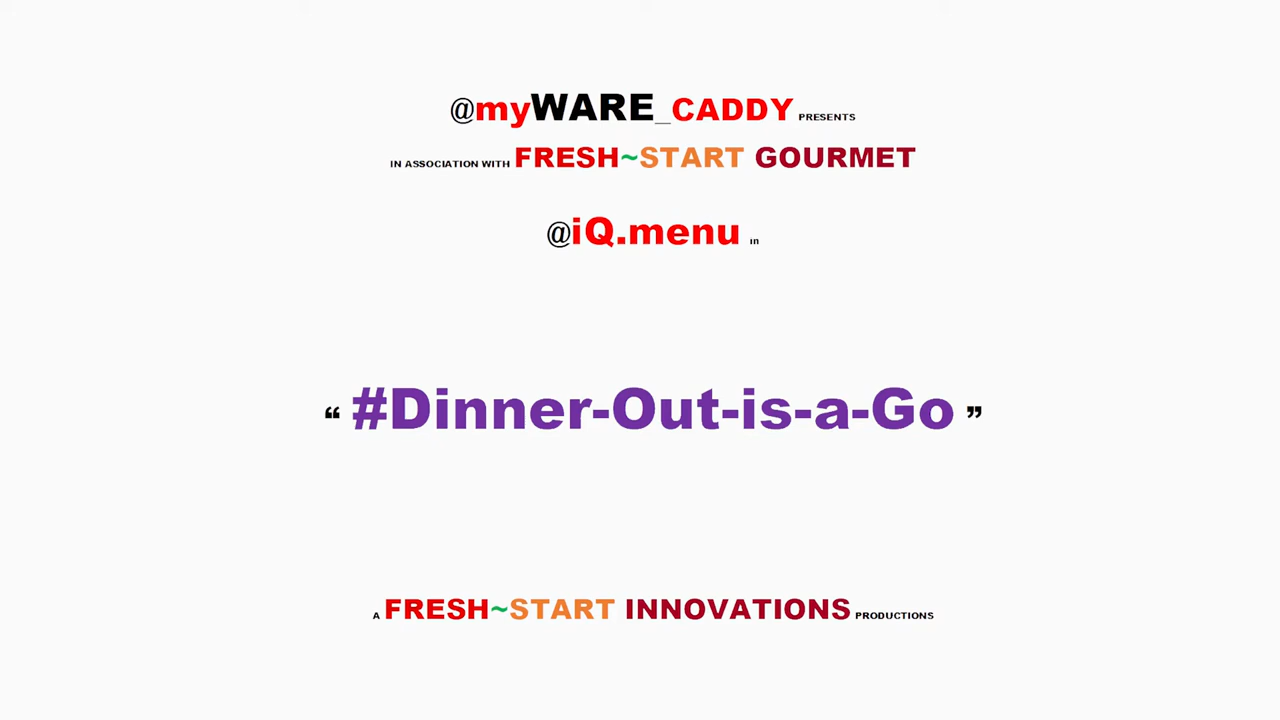 @myWARE_CADDY PRESENTS
IN ASSOCIATION WITH FRESH~START GOURMET
@iQ.menu in
“ #Dinner-Out-is-a-Go ”
A FRESH~START INNOVATIONS PRODUCTIONS